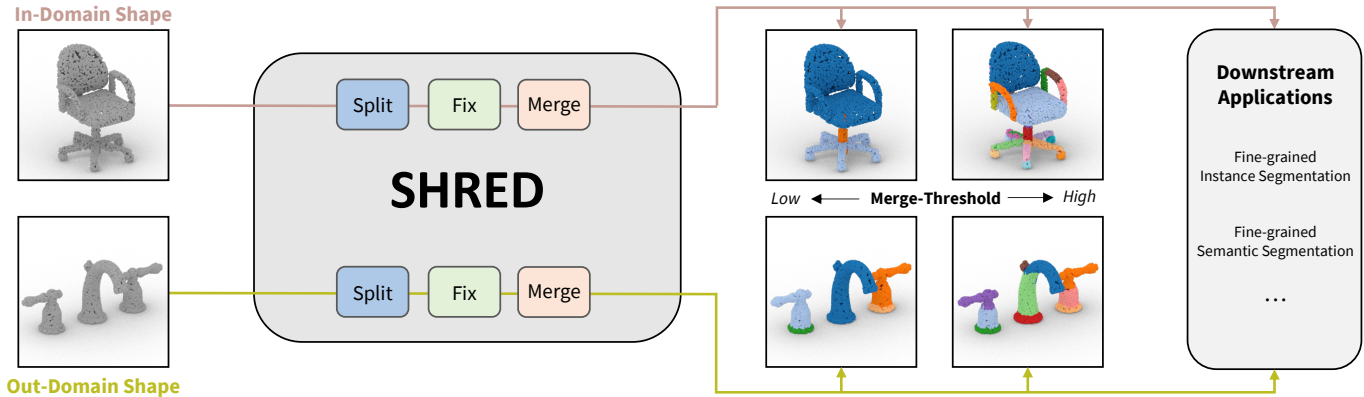 In-Domain Shape
Split
Fix
Merge
SHRED
Split
Fix
Merge
Out-Domain Shape
Low
Merge-Threshold
High
Downstream
Applications
Fine-grained
Instance Segmentation
Fine-grained
Semantic Segmentation
...